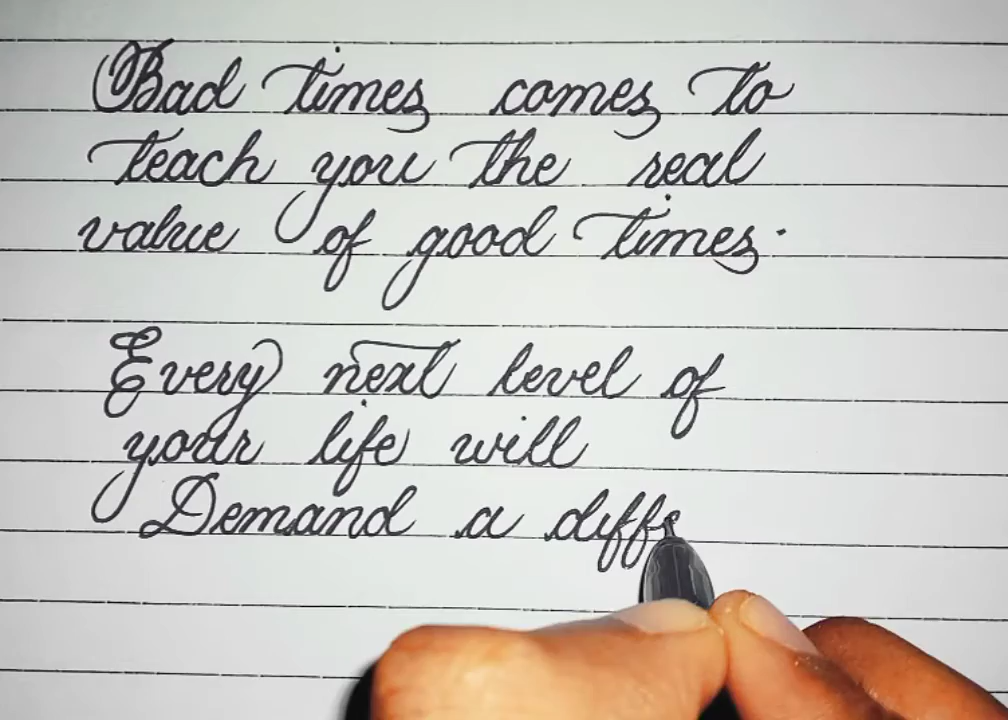 Bad times comes to
teach you the real
value of good times.
Every next level of
your life will
Demand a diffe